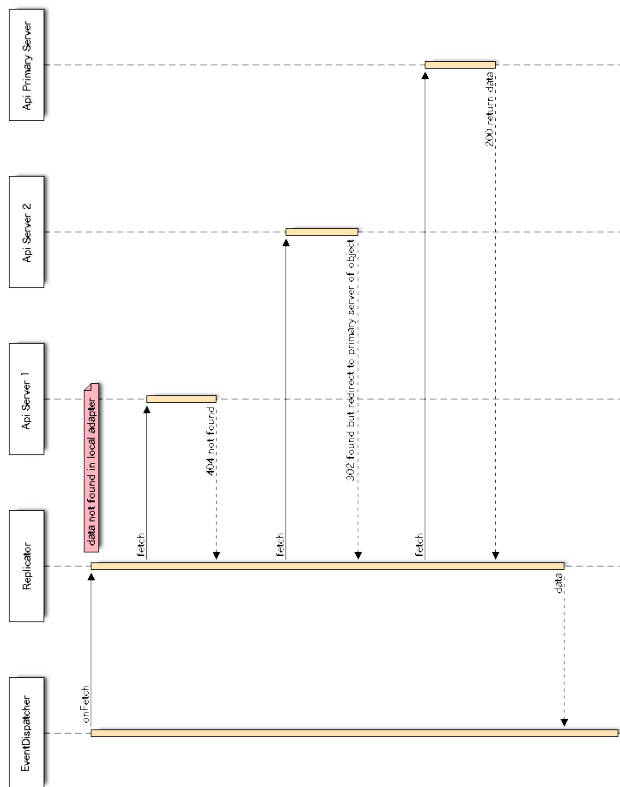 EventDispatcher
Replicator
Api Server 1
Api Server 2
Api Primary Server
onFetch
data not found in local adapter
fetch
404 not found
fetch
302 found but redirect to primary server of object
fetch
200 return data
data